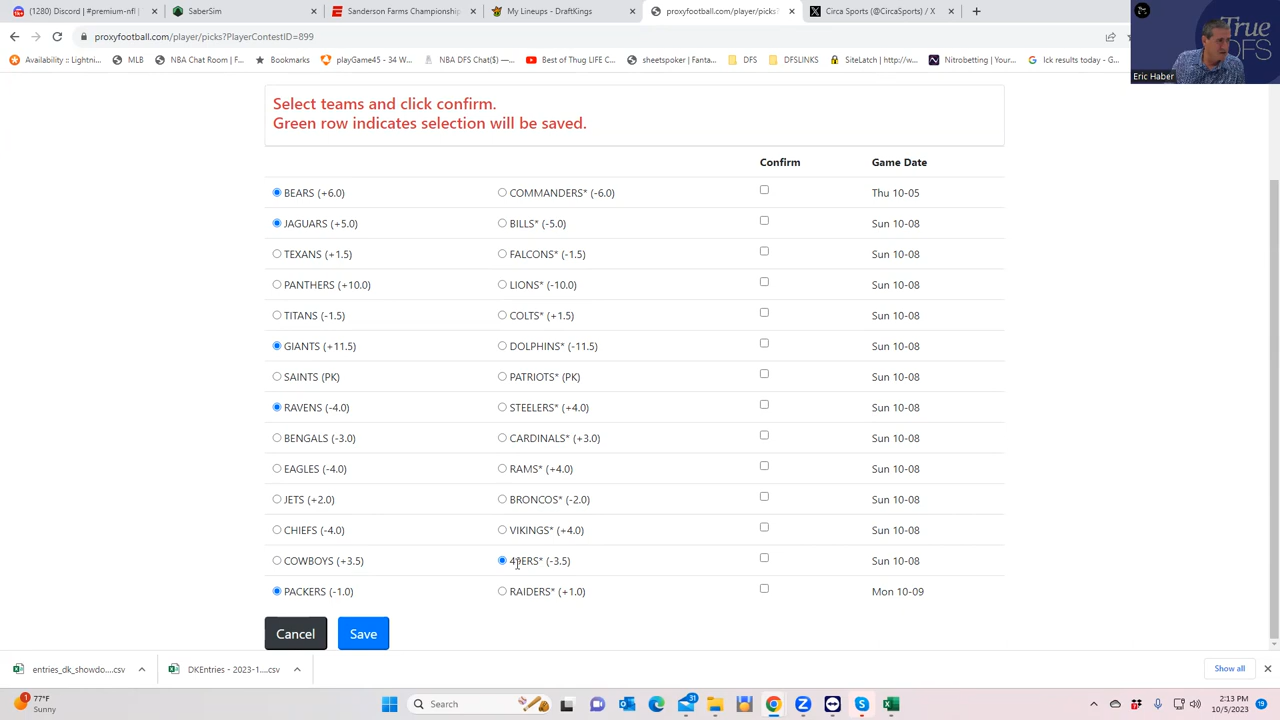 (1280) Discord | #premium-nfl |
SaberSim
Sanderson Farms Championship
My Lineups - DraftKings
proxyfootball.com/player/picks?
Circa Sports (@CircaSports) / X
proxyfootball.com/player/picks?PlayerContestID=899
Availability :: Lightni...
MLB
NBA Chat Room | F...
Bookmarks
playGame45 - 34 W...
NBA DFS Chat($) -...
Best of Thug LIFE C...
sheetspoker | Fanta...
DFS
DFSLINKS
SiteLatch | http://w...
Nitrobetting | Your...
Ick results today - Gl...
True
DFS
Eric Haber
Select teams and click confirm.
Green row indicates selection will be saved.
Confirm Game Date
BEARS (+6.0) COMMANDERS* (-6.0) Thu 10-05
JAGUARS (+5.0) BILLS* (-5.0) Sun 10-08
TEXANS (+1.5) FALCONS* (-1.5) Sun 10-08
PANTHERS (+10.0) LIONS* (-10.0) Sun 10-08
TITANS (-1.5) COLTS* (+1.5) Sun 10-08
GIANTS (+11.5) DOLPHINS* (-11.5) Sun 10-08
SAINTS (PK) PATRIOTS* (PK) Sun 10-08
RAVENS (-4.0) STEELERS* (+4.0) Sun 10-08
BENGALS (-3.0) CARDINALS* (+3.0) Sun 10-08
EAGLES (-4.0) RAMS* (+4.0) Sun 10-08
JETS (+2.0) BRONCOS* (-2.0) Sun 10-08
CHIEFS (-4.0) VIKINGS* (+4.0) Sun 10-08
COWBOYS (+3.5) 49ERS* (-3.5) Sun 10-08
PACKERS (-1.0) RAIDERS* (+1.0) Mon 10-09
Cancel Save
entries_dk_showdo....csv
DKEntries - 2023-1....csv
Show all
77°F
Sunny
Search
31
2:13 PM
10/5/2023
19